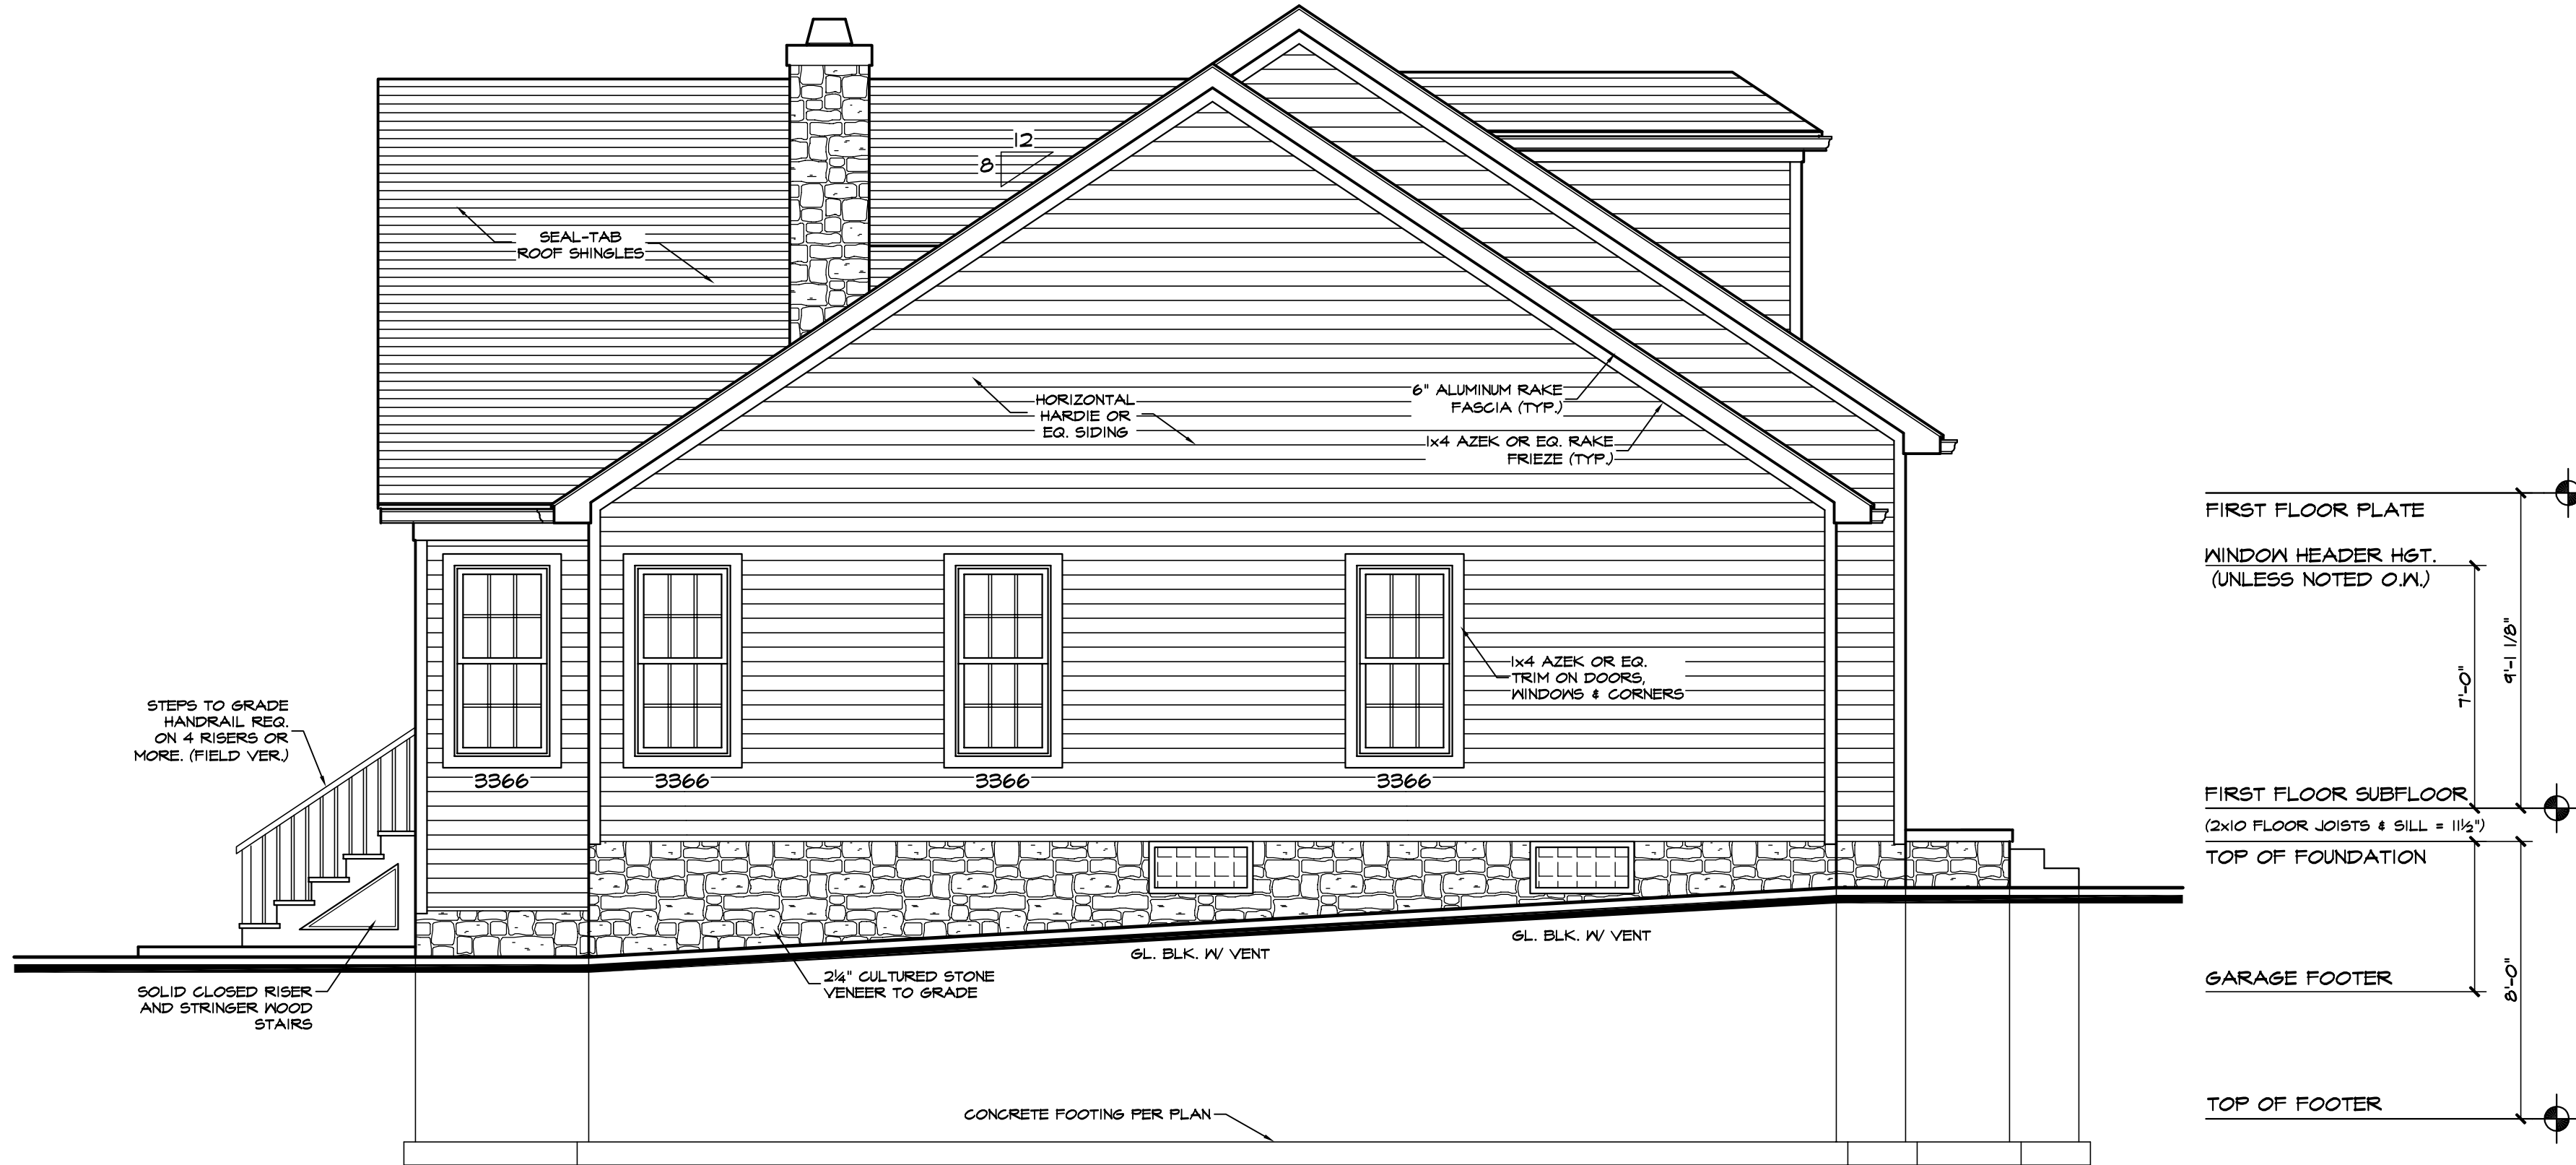 12
8
SEAL-TAB
ROOF SHINGLES
HORIZONTAL
HARDIE OR
EQ. SIDING
6" ALUMINUM RAKE
FASCIA (TYP.)
1x4 AZEK OR EQ. RAKE
FRIEZE (TYP.)
FIRST FLOOR PLATE
WINDOW HEADER HGT.
(UNLESS NOTED O.W.)
7'-0"
9'-1 1/8"
1x4 AZEK OR EQ.
TRIM ON DOORS,
WINDOWS & CORNERS
STEPS TO GRADE
HANDRAIL REQ.
ON 4 RISERS OR
MORE. (FIELD VER.)
3366
3366
3366
3366
FIRST FLOOR SUBFLOOR
(2x10 FLOOR JOISTS & SILL = 11½")
TOP OF FOUNDATION
GL. BLK. W/ VENT
GL. BLK. W/ VENT
2¼" CULTURED STONE
VENEER TO GRADE
SOLID CLOSED RISER
AND STRINGER WOOD
STAIRS
GARAGE FOOTER
8'-0"
CONCRETE FOOTING PER PLAN
TOP OF FOOTER